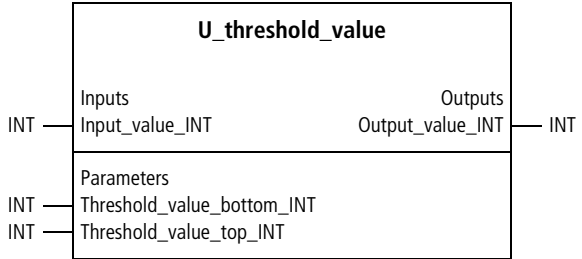 U_threshold_value
Inputs Outputs
INT Input_value_INT Output_value_INT INT
Parameters
INT Threshold_value_bottom_INT
INT Threshold_value_top_INT